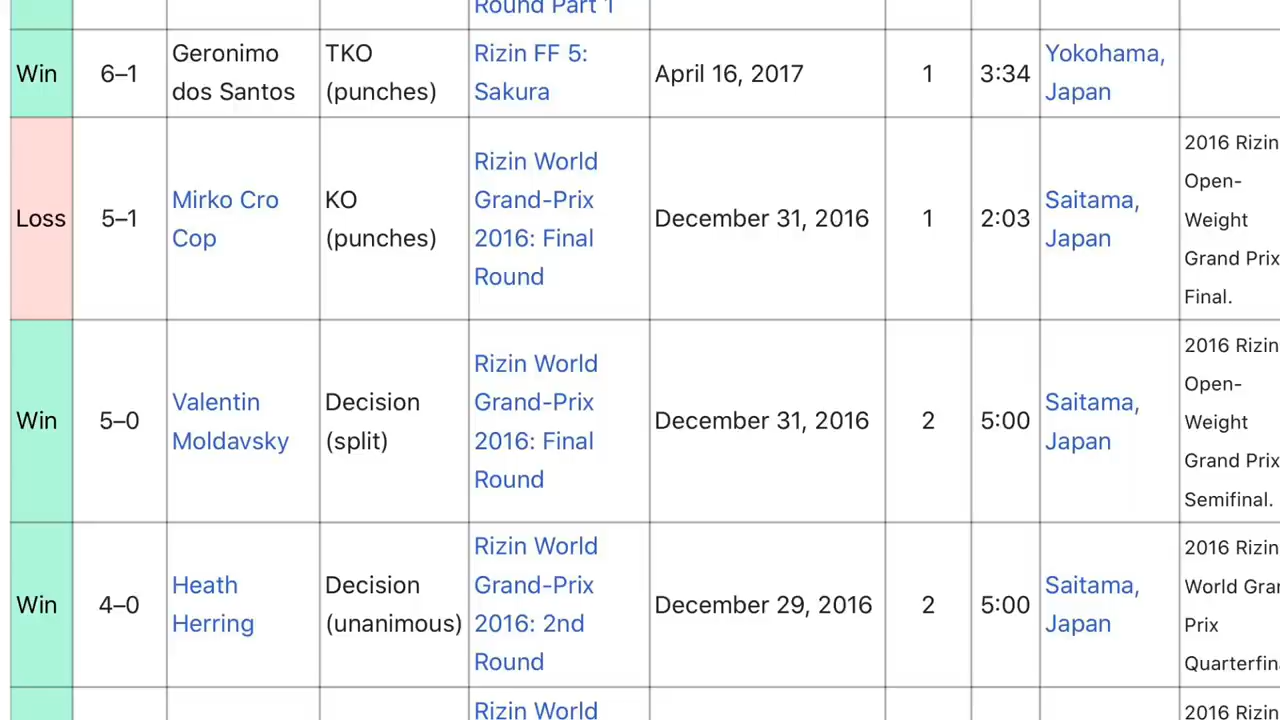 Round Part 1
Win
6–1
Geronimo
dos Santos
TKO
(punches)
Rizin FF 5:
Sakura
April 16, 2017
1
3:34
Yokohama,
Japan
Loss
5–1
Mirko Cro
Cop
KO
(punches)
Rizin World
Grand-Prix
2016: Final
Round
December 31, 2016
1
2:03
Saitama,
Japan
2016 Rizin
Open-
Weight
Grand Prix
Final.
Win
5–0
Valentin
Moldavsky
Decision
(split)
Rizin World
Grand-Prix
2016: Final
Round
December 31, 2016
2
5:00
Saitama,
Japan
2016 Rizin
Open-
Weight
Grand Prix
Semifinal.
Win
4–0
Heath
Herring
Decision
(unanimous)
Rizin World
Grand-Prix
2016: 2nd
Round
December 29, 2016
2
5:00
Saitama,
Japan
2016 Rizin
World Gran
Prix
Quarterfina
Rizin World
2016 Rizin